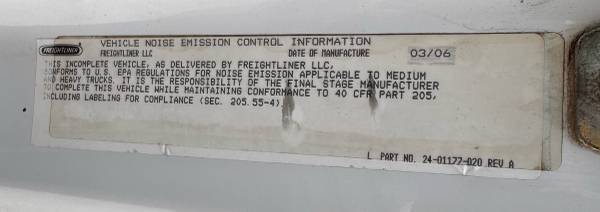 VEHICLE NOISE EMISSION CONTROL INFORMATION
FREIGHTLINER FREIGHTLINER LLC DATE OF MANUFACTURE 03/06
THIS INCOMPLETE VEHICLE, AS DELIVERED BY FREIGHTLINER LLC,
CONFORMS TO U.S. EPA REGULATIONS FOR NOISE EMISSION APPLICABLE TO MEDIUM
AND HEAVY TRUCKS. IT IS THE RESPONSIBILITY OF THE FINAL STAGE MANUFACTURER
TO COMPLETE THIS VEHICLE WHILE MAINTAINING CONFORMANCE TO 40 CFR PART 205,
INCLUDING LABELING FOR COMPLIANCE (SEC. 205.55-4).
L PART NO. 24-01177-020 REV A